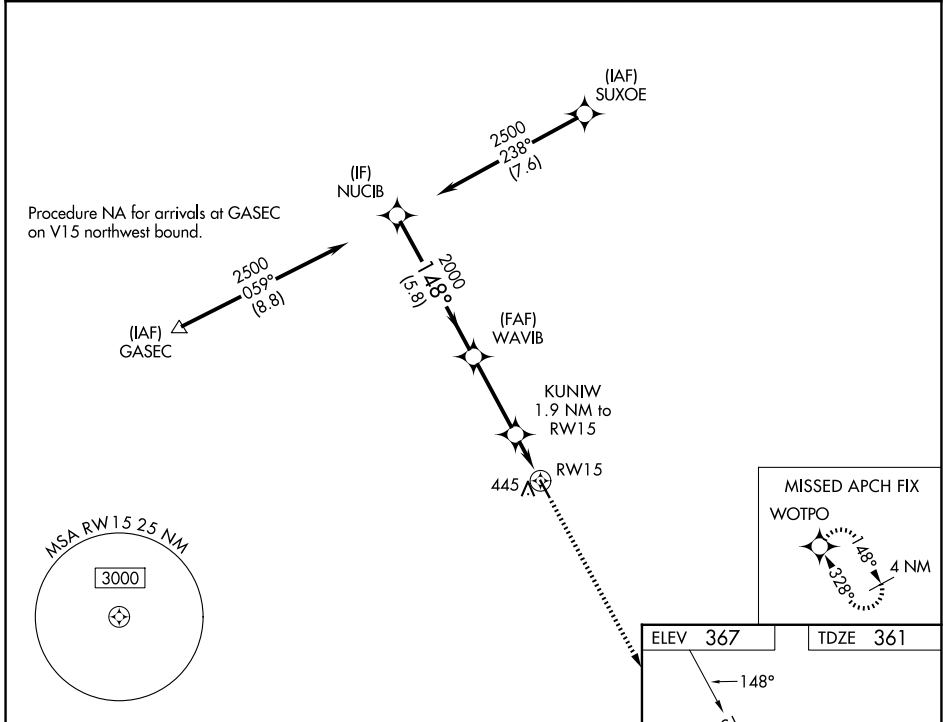 (IAF)
SUXOE
2500
238°
(7.6)
(IF)
NUCIB
Procedure NA for arrivals at GASEC
on V15 northwest bound.
2500
059°
(8.8)
(IAF)
GASEC
2000
148°
(5.8)
(FAF)
WAVIB
KUNIW
1.9 NM to
RW15
RW15
445
MSA RW15 25 NM
3000
MISSED APCH FIX
WOTPO
148°
328°
4 NM
ELEV 367
TDZE 361
148°